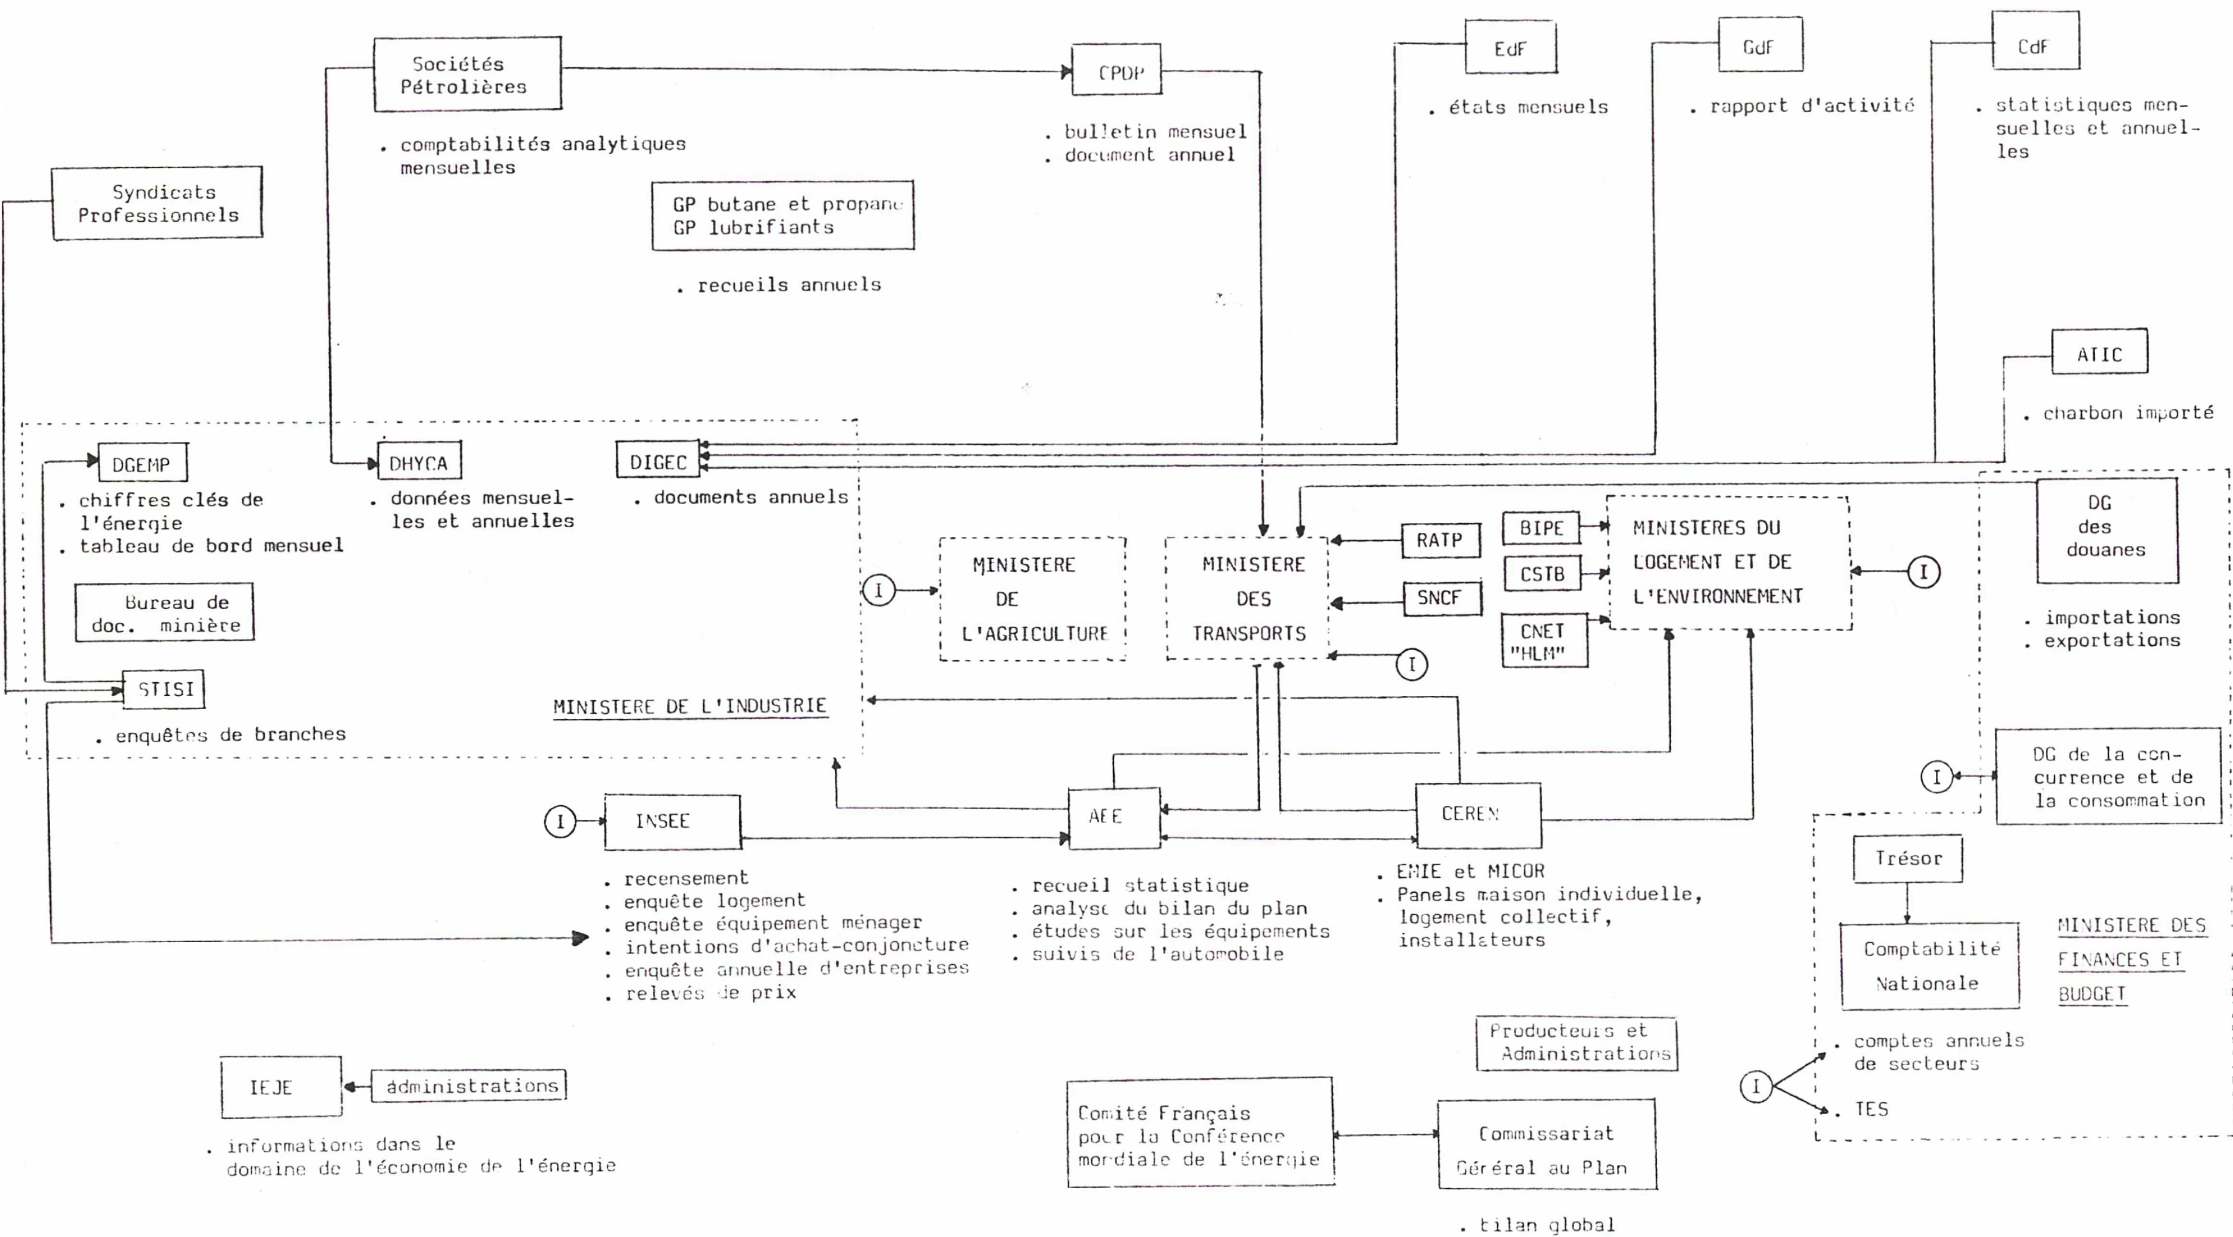 Sociétés
Pétrolières
. comptabilités analytiques
mensuelles
CPDP
. bulletin mensuel
. document annuel
EdF
. états mensuels
GdF
. rapport d'activité
CdF
. statistiques men-
suelles et annuel-
les
Syndicats
Professionnels
GP butane et propane
GP lubrifiants
. recueils annuels
ATIC
. charbon importé
DGEMP
. chiffres clés de
l'énergie
. tableau de bord mensuel
DHYCA
. données mensuel-
les et annuelles
DIGEC
. documents annuels
Bureau de
doc. minière
STISI
. enquêtes de branches
MINISTERE DE L'INDUSTRIE
I
MINISTERE
DE
L'AGRICULTURE
MINISTERE
DES
TRANSPORTS
RATP
SNCF
I
BIPE
CSTB
CNET
"HLM"
MINISTERES DU
LOGEMENT ET DE
L'ENVIRONNEMENT
I
DG
des
douanes
. importations
. exportations
I
DG de la con-
currence et de
la consommation
I
INSEE
. recensement
. enquête logement
. enquête équipement ménager
. intentions d'achat-conjoncture
. enquête annuelle d'entreprises
. relevés de prix
AEE
. recueil statistique
. analyse du bilan du plan
. études sur les équipements
. suivis de l'automobile
CEREN
. EMIE et MICOR
. Panels maison individuelle,
logement collectif,
installateurs
Trésor
Comptabilité
Nationale
MINISTERE DES
FINANCES ET
BUDGET
. comptes annuels
de secteurs
I
. TES
IEJE
administrations
. informations dans le
domaine de l'économie de l'énergie
Producteurs et
Administrations
Comité Français
pour la Conférence
mondiale de l'énergie
Commissariat
Général au Plan
. bilan global